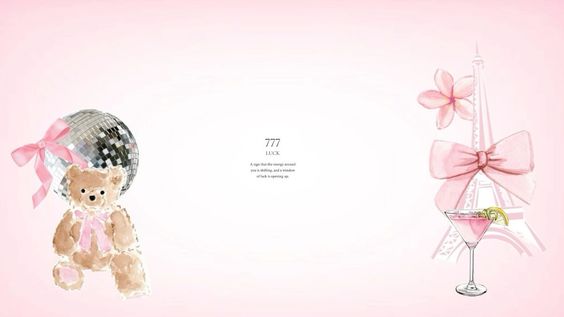 777
LUCK
A sign that the energy around
you is shifting, and a window
of luck is opening up.